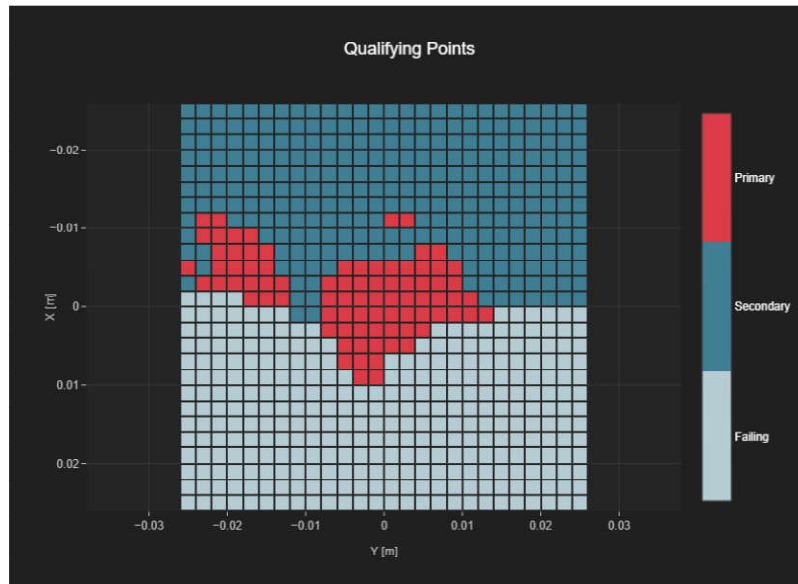 Qualifying Points
Primary
Secondary
Failing
X [m]
−0.02
−0.01
0
0.01
0.02
−0.03
−0.02
−0.01
0
0.01
0.02
0.03
Y [m]